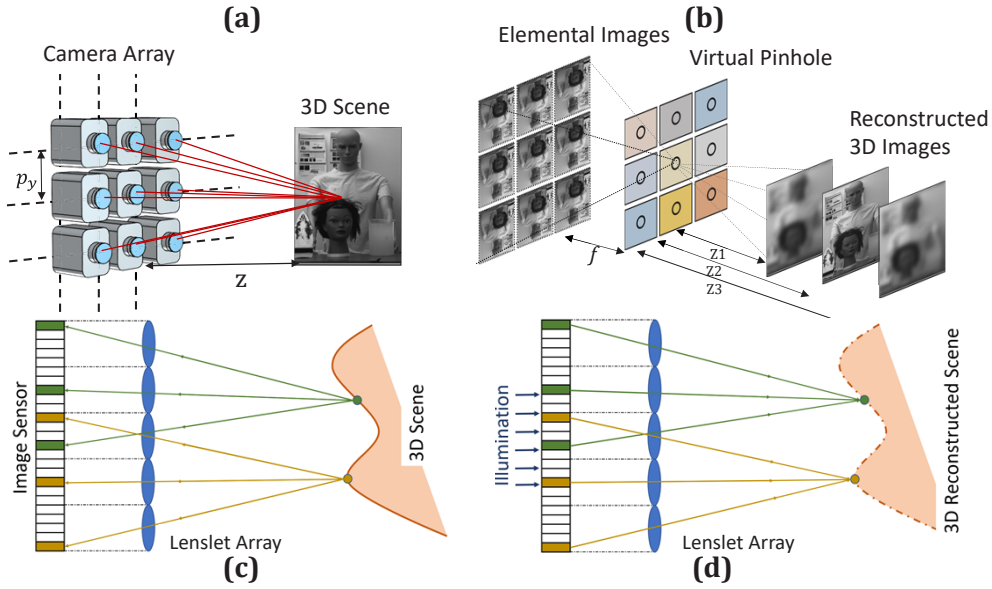 (a)
Camera Array
3D Scene
p_y
z
(b)
Elemental Images
Virtual Pinhole
Reconstructed
3D Images
f
Z1
Z2
Z3
Image Sensor
3D Scene
Lenslet Array
(c)
Illumination
3D Reconstructed Scene
Lenslet Array
(d)